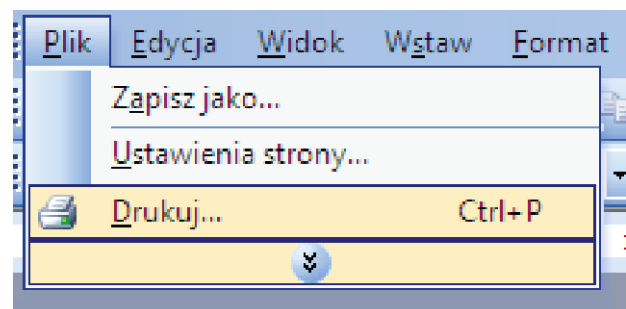 Plik Edycja Widok Wstaw Format
Zapisz jako...
Ustawienia strony...
Drukuj... Ctrl+P